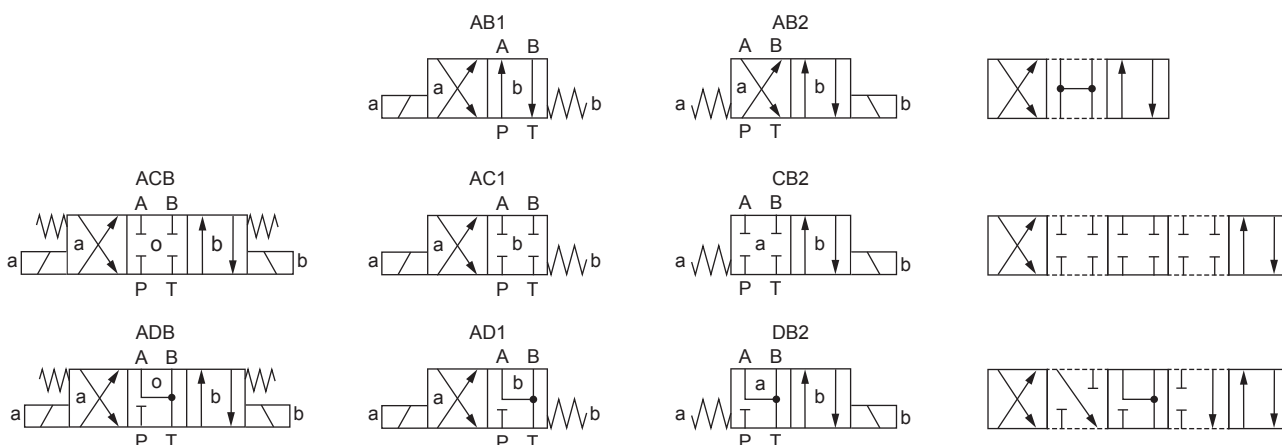 AB1 AB2
A B A B
a a b b a a b b
P T P T
ACB AC1 CB2
A B A B A B
a a o b b a a b b a a b b
P T P T P T
ADB AD1 DB2
A B A B A B
a a o b b a a b b a a b b
P T P T P T